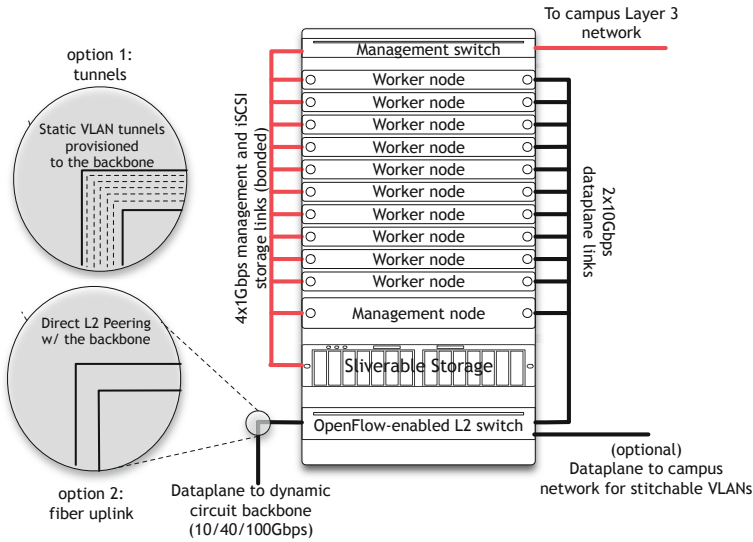 To campus Layer 3
network
option 1:
tunnels
Static VLAN tunnels
provisioned
to the backbone
Management switch
Worker node
Worker node
Worker node
Worker node
Worker node
Worker node
Worker node
Worker node
Worker node
Worker node
Management node
Sliverable Storage
OpenFlow-enabled L2 switch
4x1Gbps management and iSCSI
storage links (bonded)
2x10Gbps
dataplane links
Direct L2 Peering
w/ the backbone
option 2:
fiber uplink
Dataplane to dynamic
circuit backbone
(10/40/100Gbps)
(optional)
Dataplane to campus
network for stitchable VLANs